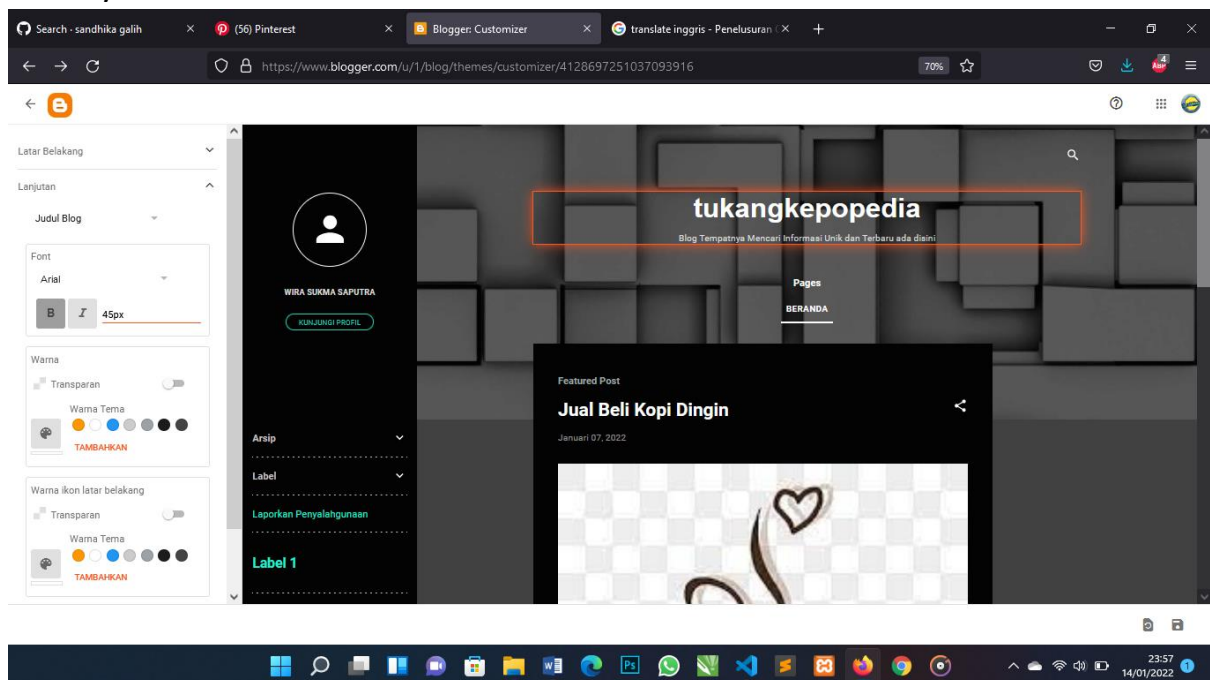 Search - sandhika galih
(56) Pinterest
Blogger: Customizer
translate inggris - Penelusuran
https://www.blogger.com/u/1/blog/themes/customizer/4128697251037093916
70%
4
ABP
Latar Belakang
Lanjutan
Judul Blog
Font
Arial
B I 45px
Warna
Transparan
Warna Tema
TAMBAHKAN
Warna ikon latar belakang
Transparan
Warna Tema
TAMBAHKAN
WIRA SUKMA SAPUTRA
KUNJUNGI PROFIL
Arsip
Label
Laporkan Penyalahgunaan
Label 1
tukangkepopedia
Blog Tempatnya Mencari Informasi Unik dan Terbaru ada disini
Pages
BERANDA
Featured Post
Jual Beli Kopi Dingin
Januari 07, 2022
23:57
14/01/2022
1